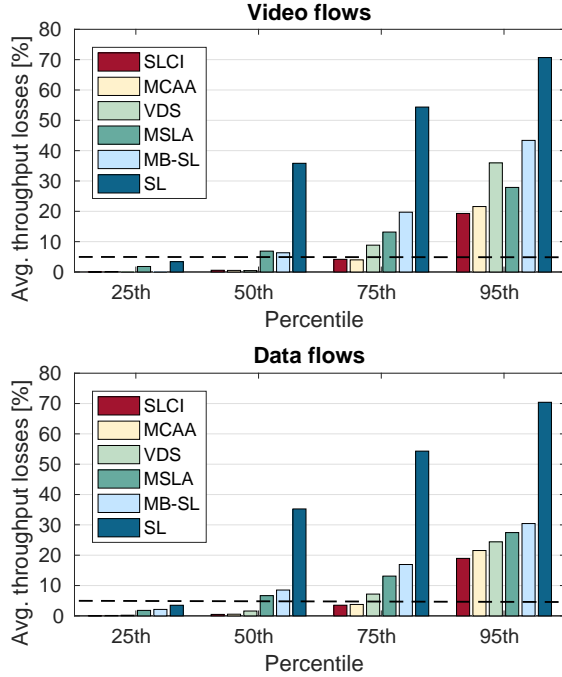 Video flows
Avg. throughput losses [%]
80
70
60
50
40
30
20
10
0
SLCI
MCAA
VDS
MSLA
MB-SL
SL
25th 50th 75th 95th
Percentile
Data flows
Avg. throughput losses [%]
80
70
60
50
40
30
20
10
0
SLCI
MCAA
VDS
MSLA
MB-SL
SL
25th 50th 75th 95th
Percentile